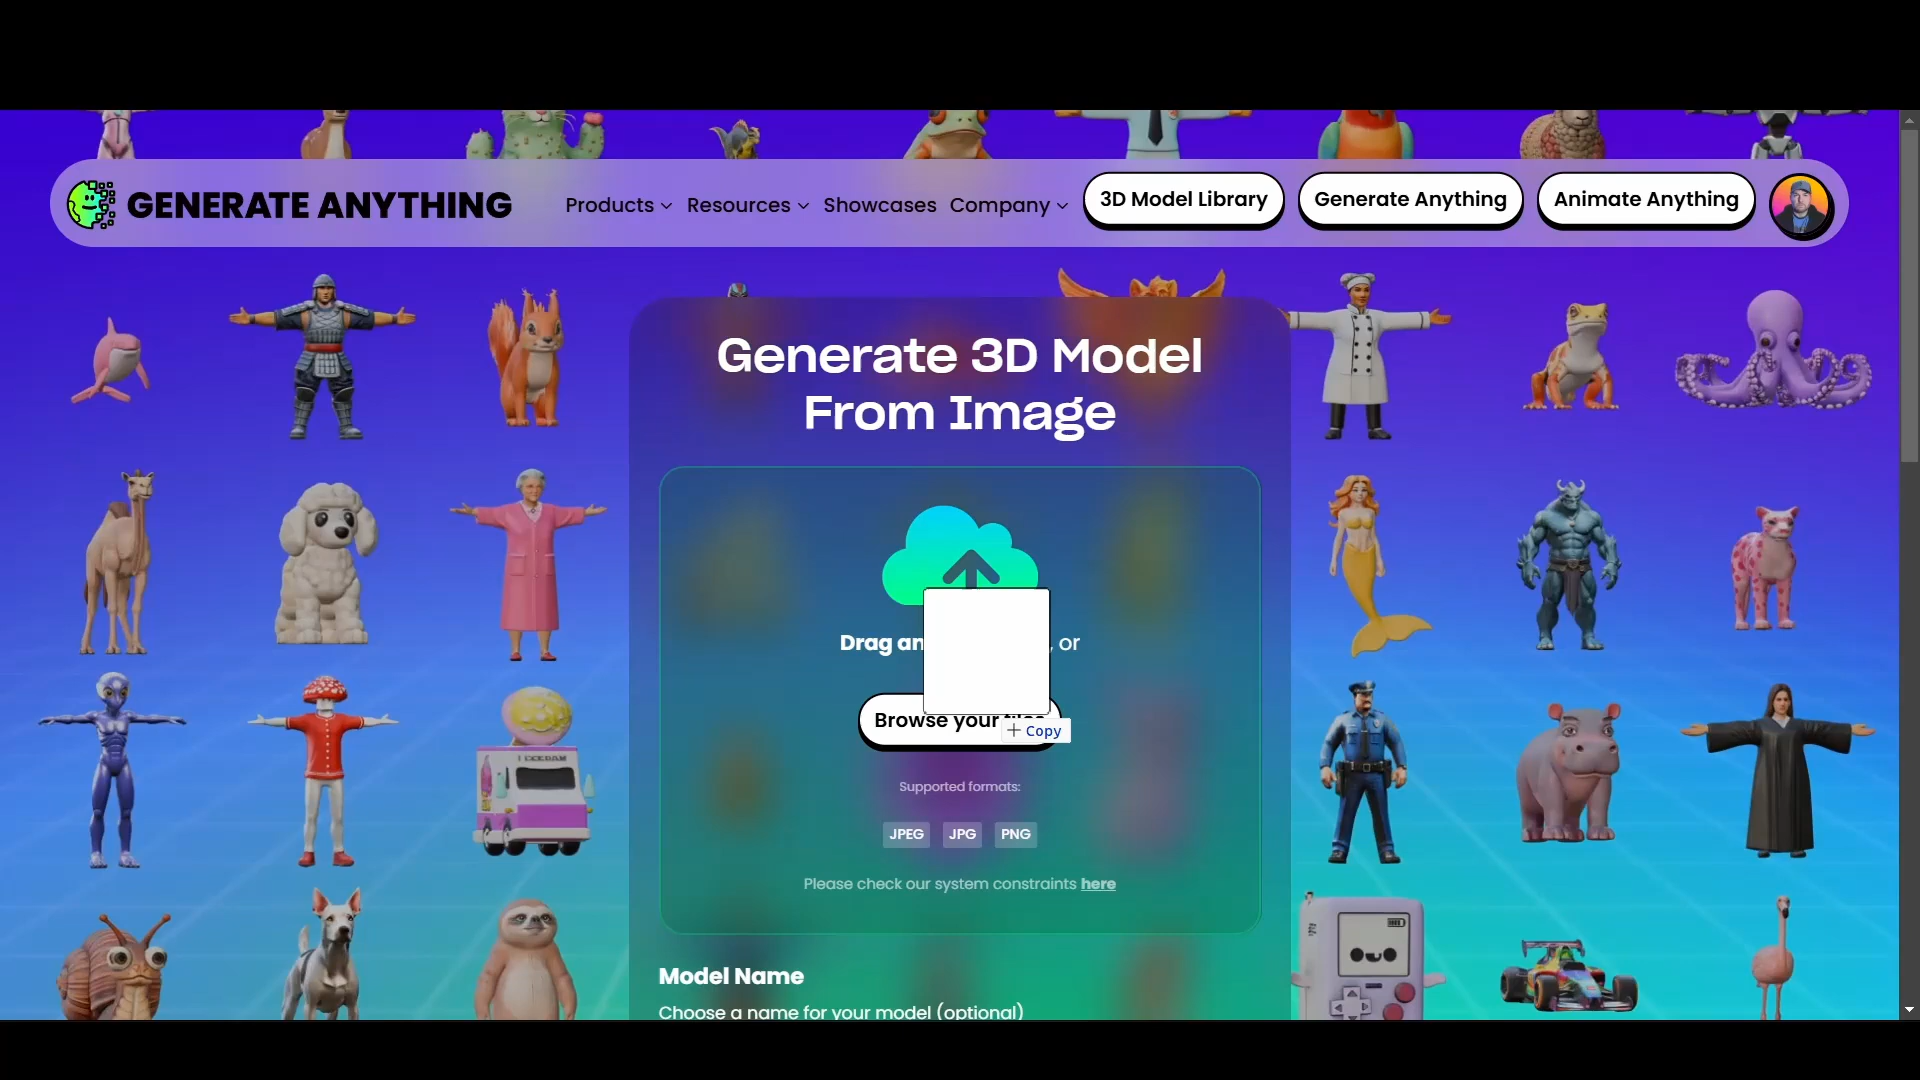 GENERATE ANYTHING
Products
Resources
Showcases
Company
3D Model Library
Generate Anything
Animate Anything
Generate 3D Model
From Image
Drag an , or
Browse your files
Copy
Supported formats:
JPEG
JPG
PNG
Please check our system constraints here
Model Name
Choose a name for your model (optional)